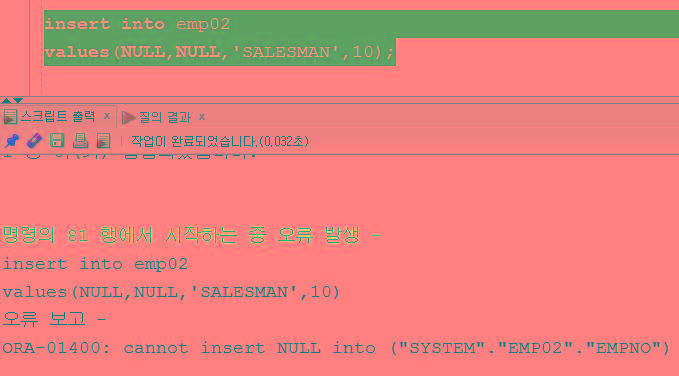 insert into emp02
values(NULL,NULL,'SALESMAN',10);
스크립트 출력 x 질의 결과 x
작업이 완료되었습니다.(0,032초)
명령의 81 행에서 시작하는 중 오류 발생 -
insert into emp02
values(NULL,NULL,'SALESMAN',10)
오류 보고 -
ORA-01400: cannot insert NULL into ("SYSTEM"."EMP02"."EMPNO")